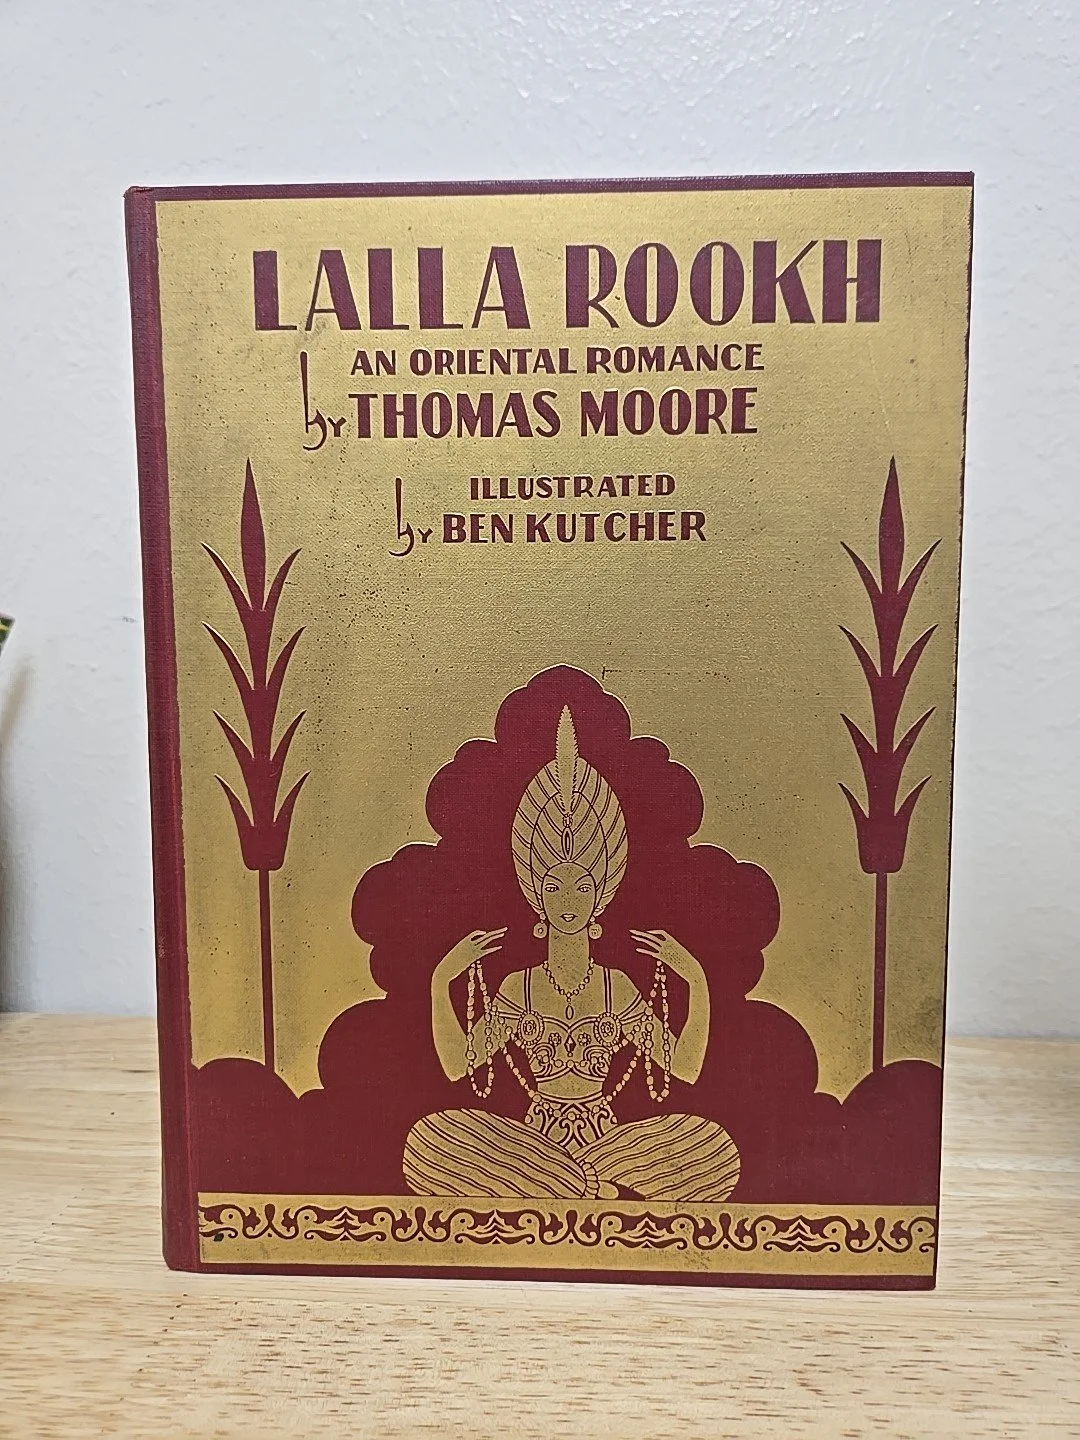 LALLA ROOKH
AN ORIENTAL ROMANCE
by THOMAS MOORE
ILLUSTRATED
by BEN KUTCHER